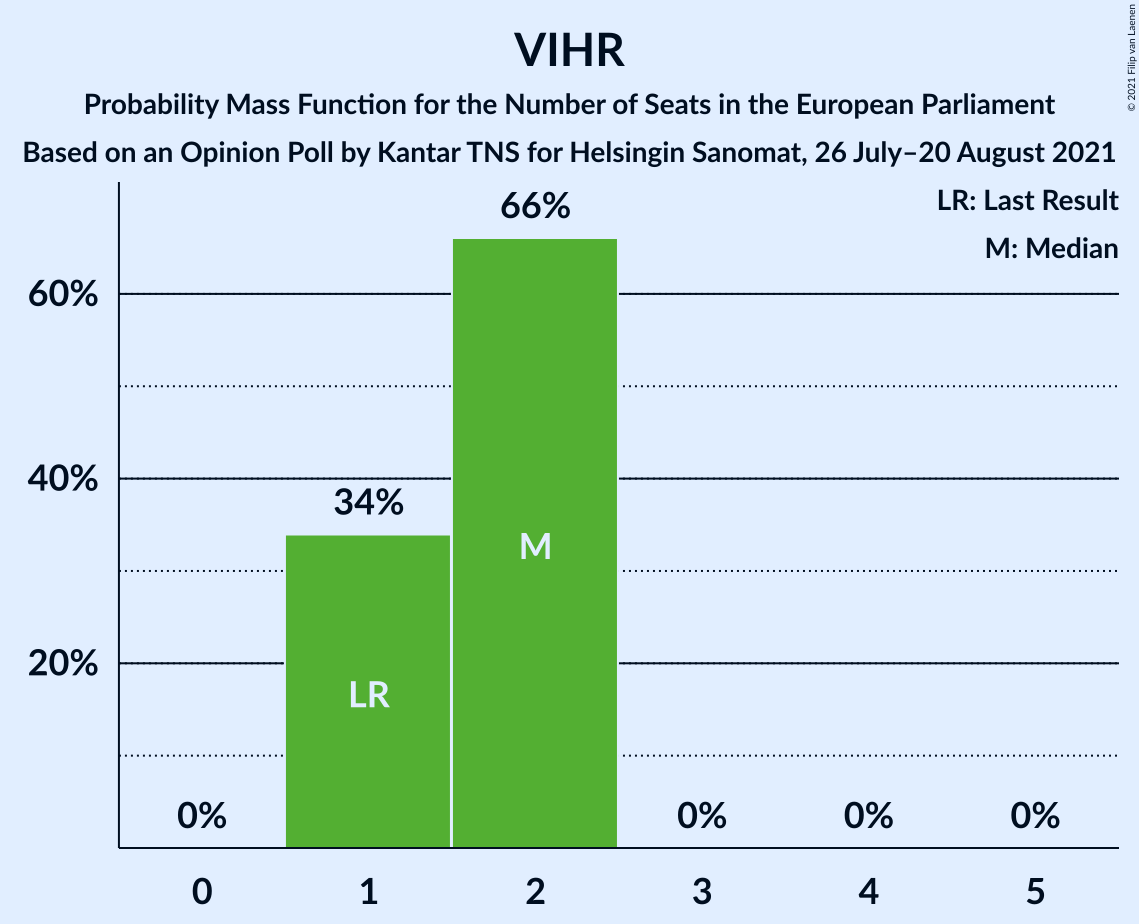 VIHR
Probability Mass Function for the Number of Seats in the European Parliament
Based on an Opinion Poll by Kantar TNS for Helsingin Sanomat, 26 July–20 August 2021
© 2021 Filip van Laenen
LR: Last Result
M: Median
66%
60%
40%
34%
M
20%
LR
0%
0%
0%
0%
0
1
2
3
4
5